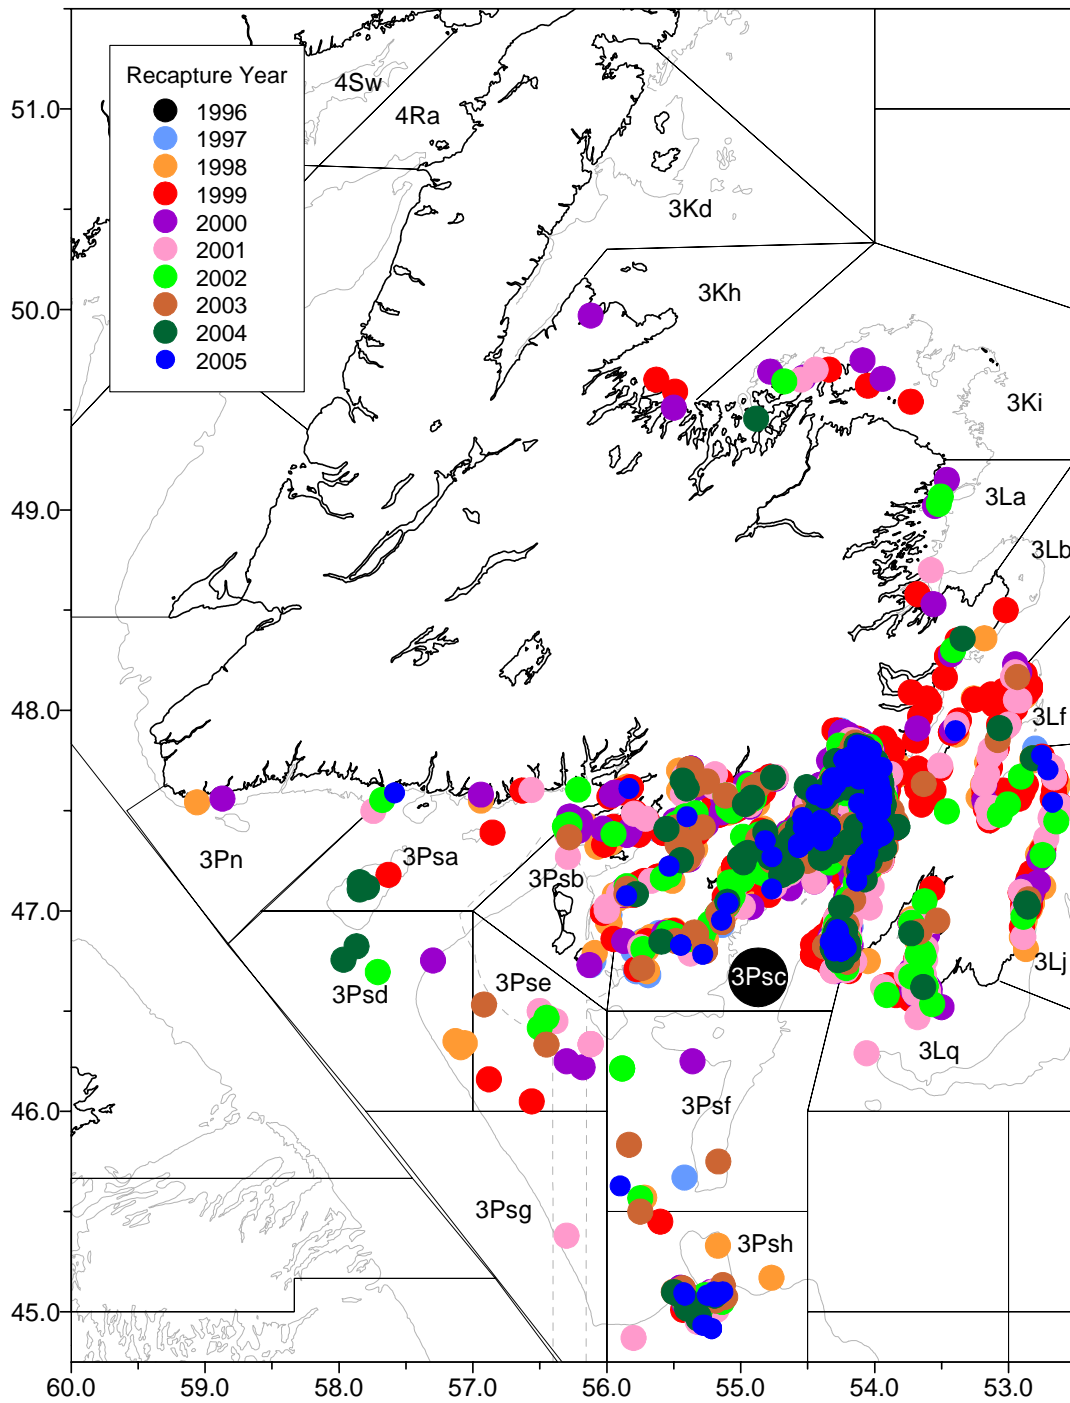 Recapture Year
1996
1997
1998
1999
2000
2001
2002
2003
2004
2005
4Sw
4Ra
3Kd
3Kh
3Ki
3La
3Lb
3Lf
3Pn
3Psa
3Psb
3Psc
3Psd
3Pse
3Lj
3Lq
3Psf
3Psg
3Psh
51.0
50.0
49.0
48.0
47.0
46.0
45.0
60.0 59.0 58.0 57.0 56.0 55.0 54.0 53.0